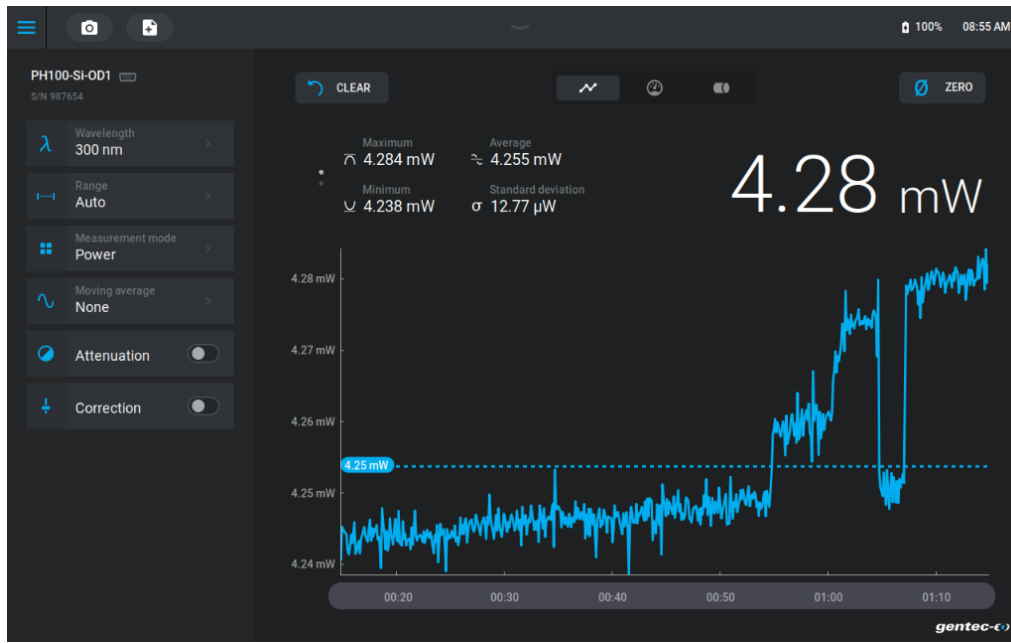 100% 08:55 AM
PH100-Si-OD1
S/N 987654
λ Wavelength
300 nm
Range
Auto
Measurement mode
Power
Moving average
None
Attenuation
Correction
CLEAR
ZERO
Maximum
4.284 mW
Average
4.255 mW
Minimum
4.238 mW
Standard deviation
σ 12.77 µW
4.28 mW
4.28 mW
4.27 mW
4.26 mW
4.25 mW
4.25 mW
4.24 mW
00:20 00:30 00:40 00:50 01:00 01:10
gentec-eo